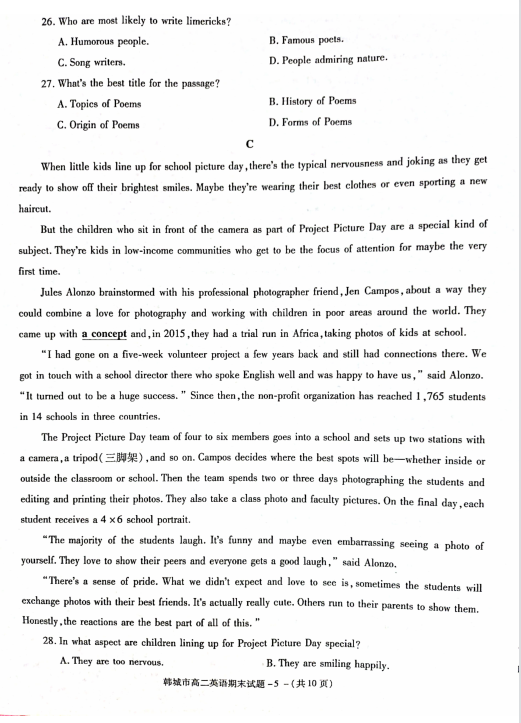 26. Who are most likely to write limericks?
A. Humorous people.
B. Famous poets.
C. Song writers.
D. People admiring nature.
27. What's the best title for the passage?
A. Topics of Poems
B. History of Poems
C. Origin of Poems
D. Forms of Poems
C
When little kids line up for school picture day, there's the typical nervousness and joking as they get
ready to show off their brightest smiles. Maybe they're wearing their best clothes or even sporting a new
haircut.
But the children who sit in front of the camera as part of Project Picture Day are a special kind of
subject. They're kids in low-income communities who get to be the focus of attention for maybe the very
first time.
Jules Alonzo brainstormed with his professional photographer friend, Jen Campos, about a way they
could combine a love for photography and working with children in poor areas around the world. They
came up with a concept and, in 2015, they had a trial run in Africa, taking photos of kids at school.
"I had gone on a five-week volunteer project a few years back and still had connections there. We
got in touch with a school director there who spoke English well and was happy to have us," said Alonzo.
"It turned out to be a huge success." Since then, the non-profit organization has reached 1,765 students
in 14 schools in three countries.
The Project Picture Day team of four to six members goes into a school and sets up two stations with
a camera, a tripod(三脚架), and so on. Campos decides where the best spots will be—whether inside or
outside the classroom or school. Then the team spends two or three days photographing the students and
editing and printing their photos. They also take a class photo and faculty pictures. On the final day, each
student receives a 4 ×6 school portrait.
"The majority of the students laugh. It's funny and maybe even embarrassing seeing a photo of
yourself. They love to show their peers and everyone gets a good laugh," said Alonzo.
"There's a sense of pride. What we didn't expect and love to see is, sometimes the students will
exchange photos with their best friends. It's actually really cute. Others run to their parents to show them.
Honestly, the reactions are the best part of all of this."
28. In what aspect are children lining up for Project Picture Day special?
A. They are too nervous.
B. They are smiling happily.
韩城市高二英语期末试题 -5 -(共10页)